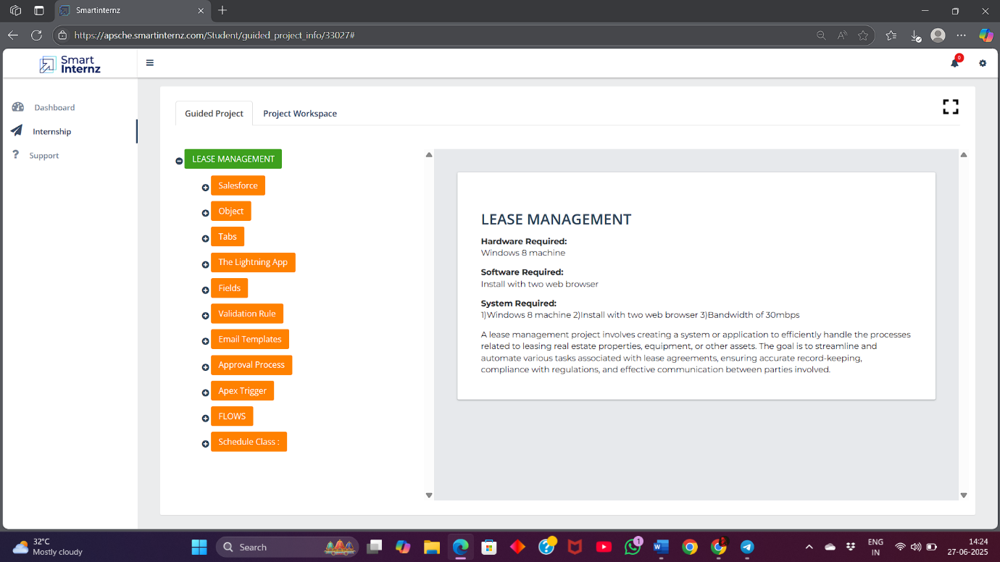 Smartinternz
https://apsche.smartinternz.com/Student/guided_project_info/33027#
Smart
Internz
0
Dashboard
Internship
Support
Guided Project
Project Workspace
LEASE MANAGEMENT
Salesforce
Object
Tabs
The Lightning App
Fields
Validation Rule
Email Templates
Approval Process
Apex Trigger
FLOWS
Schedule Class :
LEASE MANAGEMENT
Hardware Required:
Windows 8 machine
Software Required:
Install with two web browser
System Required:
1)Windows 8 machine 2)Install with two web browser 3)Bandwidth of 30mbps
A lease management project involves creating a system or application to efficiently handle the processes
related to leasing real estate properties, equipment, or other assets. The goal is to streamline and
automate various tasks associated with lease agreements, ensuring accurate record-keeping,
compliance with regulations, and effective communication between parties involved.
32°C
Mostly cloudy
Search
1
ENG
IN
14:24
27-06-2025